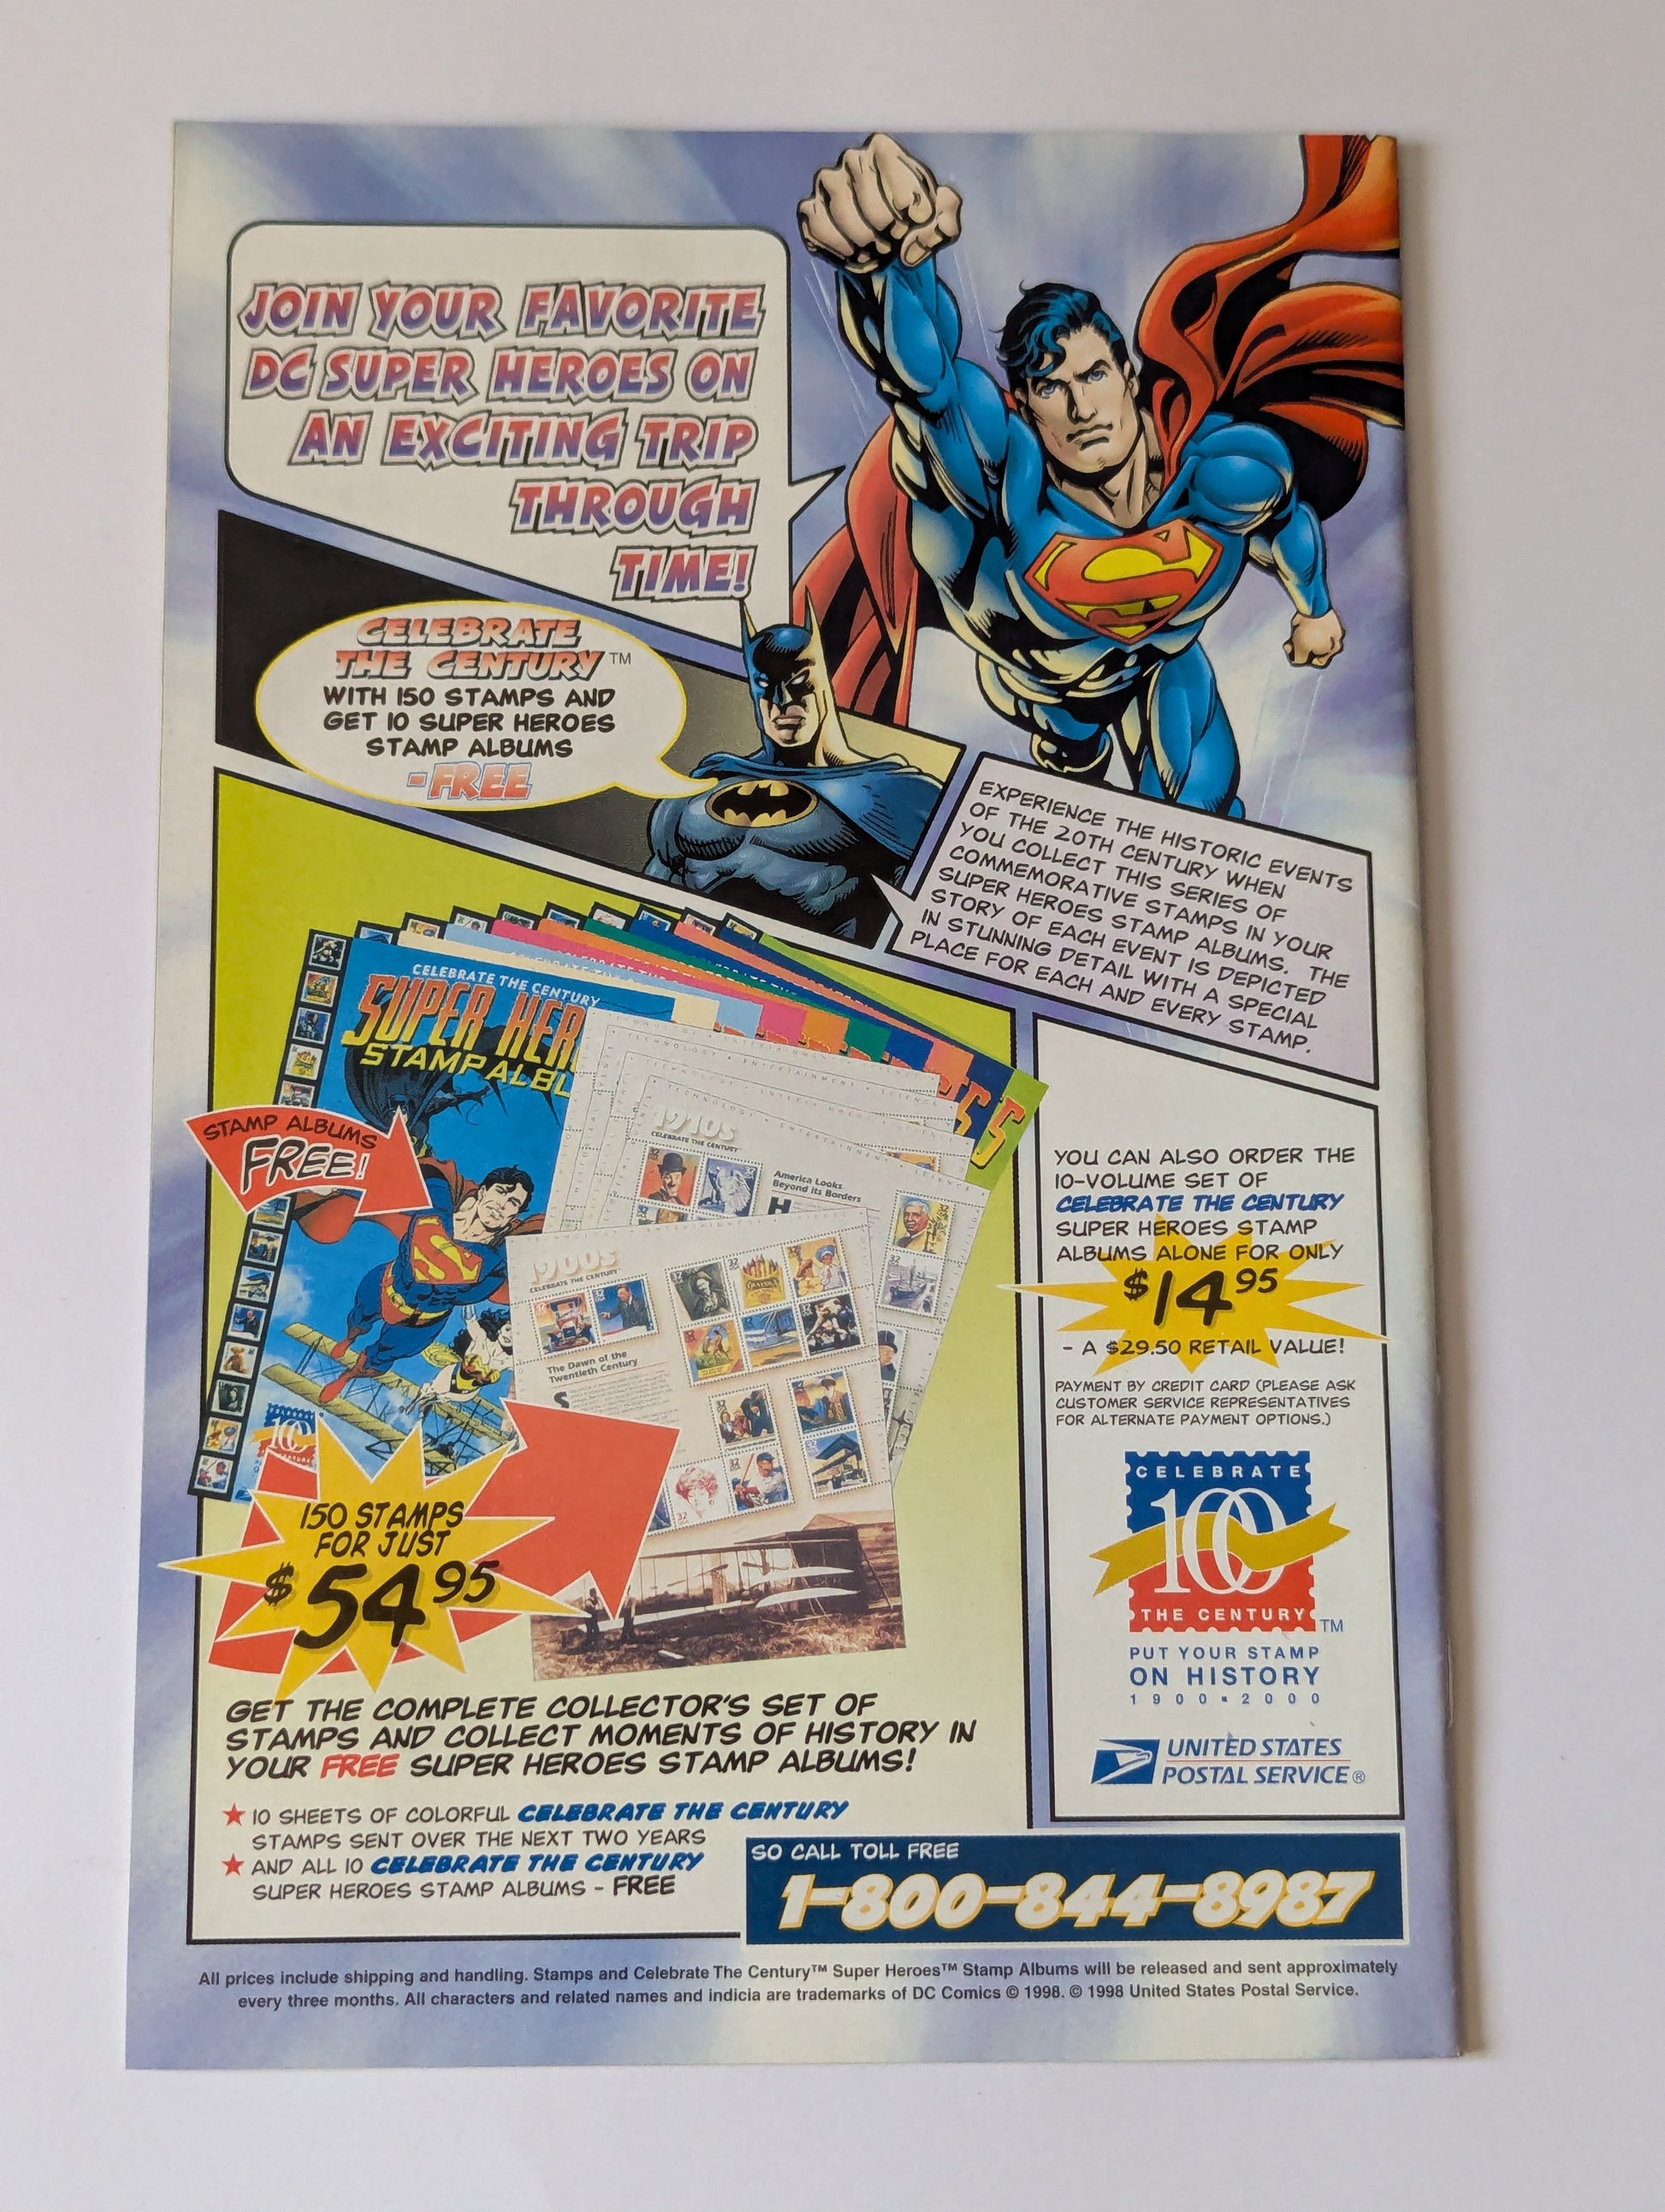 JOIN YOUR FAVORITE
DC SUPER HEROES ON
AN EXCITING TRIP
THROUGH
TIME!
CELEBRATE
THE CENTURY™
WITH 150 STAMPS AND
GET 10 SUPER HEROES
STAMP ALBUMS
-FREE
EXPERIENCE THE HISTORIC EVENTS
OF THE 20TH CENTURY WHEN
YOU COLLECT THIS SERIES OF
COMMEMORATIVE STAMPS IN YOUR
SUPER HEROES STAMP ALBUMS. THE
STORY OF EACH EVENT IS DEPICTED
IN STUNNING DETAIL WITH A SPECIAL
PLACE FOR EACH AND EVERY STAMP.
CELEBRATE THE CENTURY
SUPER HER
STAMP ALBU
STAMP ALBUMS
FREE!
1910s
CELEBRATE THE CENTURY
America Looks
Beyond its Borders
1900s
CELEBRATE THE CENTURY
The Dawn of the
Twentieth Century
150 STAMPS
FOR JUST
$54.95
GET THE COMPLETE COLLECTOR'S SET OF
STAMPS AND COLLECT MOMENTS OF HISTORY IN
YOUR FREE SUPER HEROES STAMP ALBUMS!
★ 10 SHEETS OF COLORFUL CELEBRATE THE CENTURY
STAMPS SENT OVER THE NEXT TWO YEARS
★ AND ALL 10 CELEBRATE THE CENTURY
SUPER HEROES STAMP ALBUMS - FREE
YOU CAN ALSO ORDER THE
10-VOLUME SET OF
CELEBRATE THE CENTURY
SUPER HEROES STAMP
ALBUMS ALONE FOR ONLY
$14 95
- A $29.50 RETAIL VALUE!
PAYMENT BY CREDIT CARD (PLEASE ASK
CUSTOMER SERVICE REPRESENTATIVES
FOR ALTERNATE PAYMENT OPTIONS.)
CELEBRATE
100
THE CENTURY™
PUT YOUR STAMP
ON HISTORY
1900▪2000
UNITED STATES
POSTAL SERVICE®
SO CALL TOLL FREE
1-800-844-8987
All prices include shipping and handling. Stamps and Celebrate The Century™ Super Heroes™ Stamp Albums will be released and sent approximately
every three months. All characters and related names and indicia are trademarks of DC Comics © 1998. © 1998 United States Postal Service.